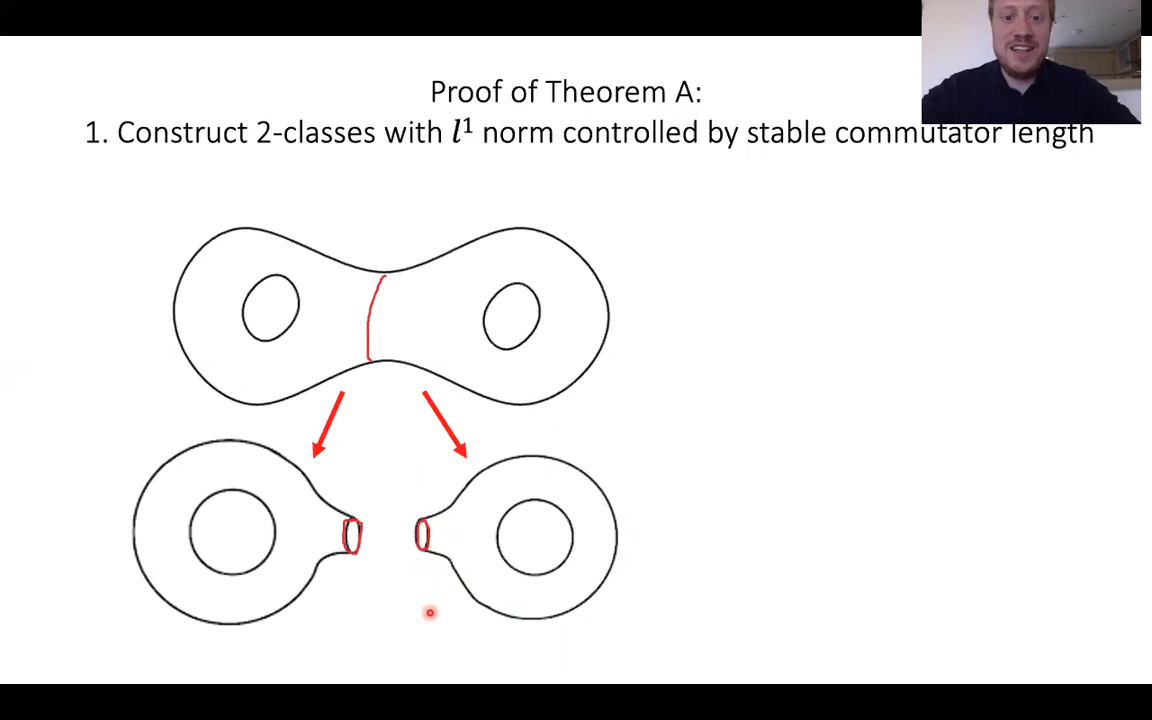 Proof of Theorem A:
1. Construct 2-classes with l¹ norm controlled by stable commutator length